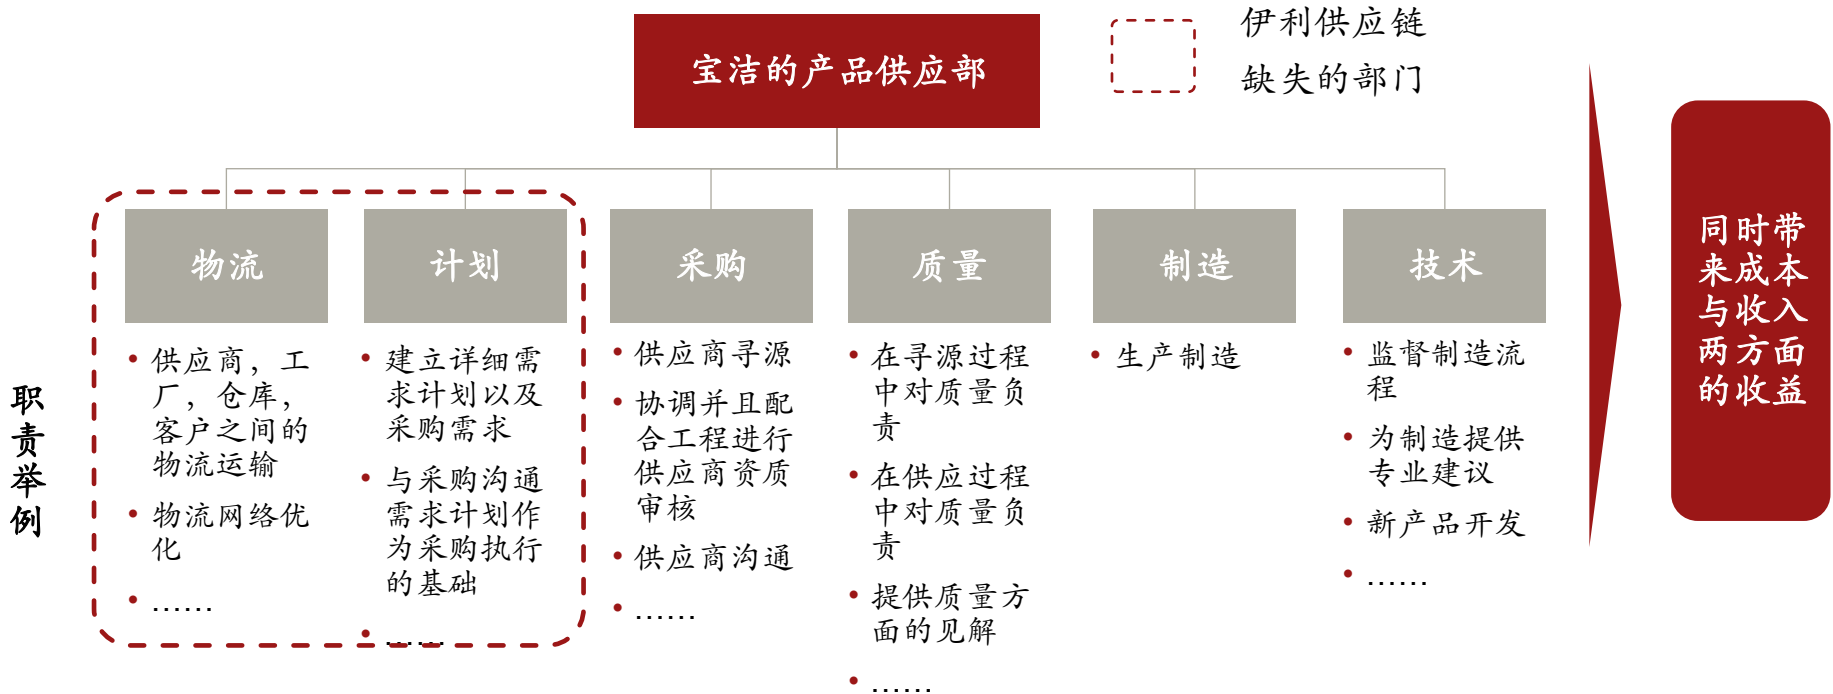 宝洁的产品供应部
伊利供应链
缺失的部门
物流
计划
采购
质量
制造
技术
职
责
举
例
• 供应商，工
厂，仓库，
客户之间的
物流运输
• 物流网络优
化
• ……
• 建立详细需
求计划以及
采购需求
• 与采购沟通
需求计划作
为采购执行
的基础
• ……
• 供应商寻源
• 协调并且配
合工程进行
供应商资质
审核
• 供应商沟通
• ……
• 在寻源过程
中对质量负
责
• 在供应过程
中对质量负
责
• 提供质量方
面的见解
• ……
• 生产制造
• 监督制造流
程
• 为制造提供
专业建议
• 新产品开发
• ……
同时带
来成本
与收入
两方面
的收益